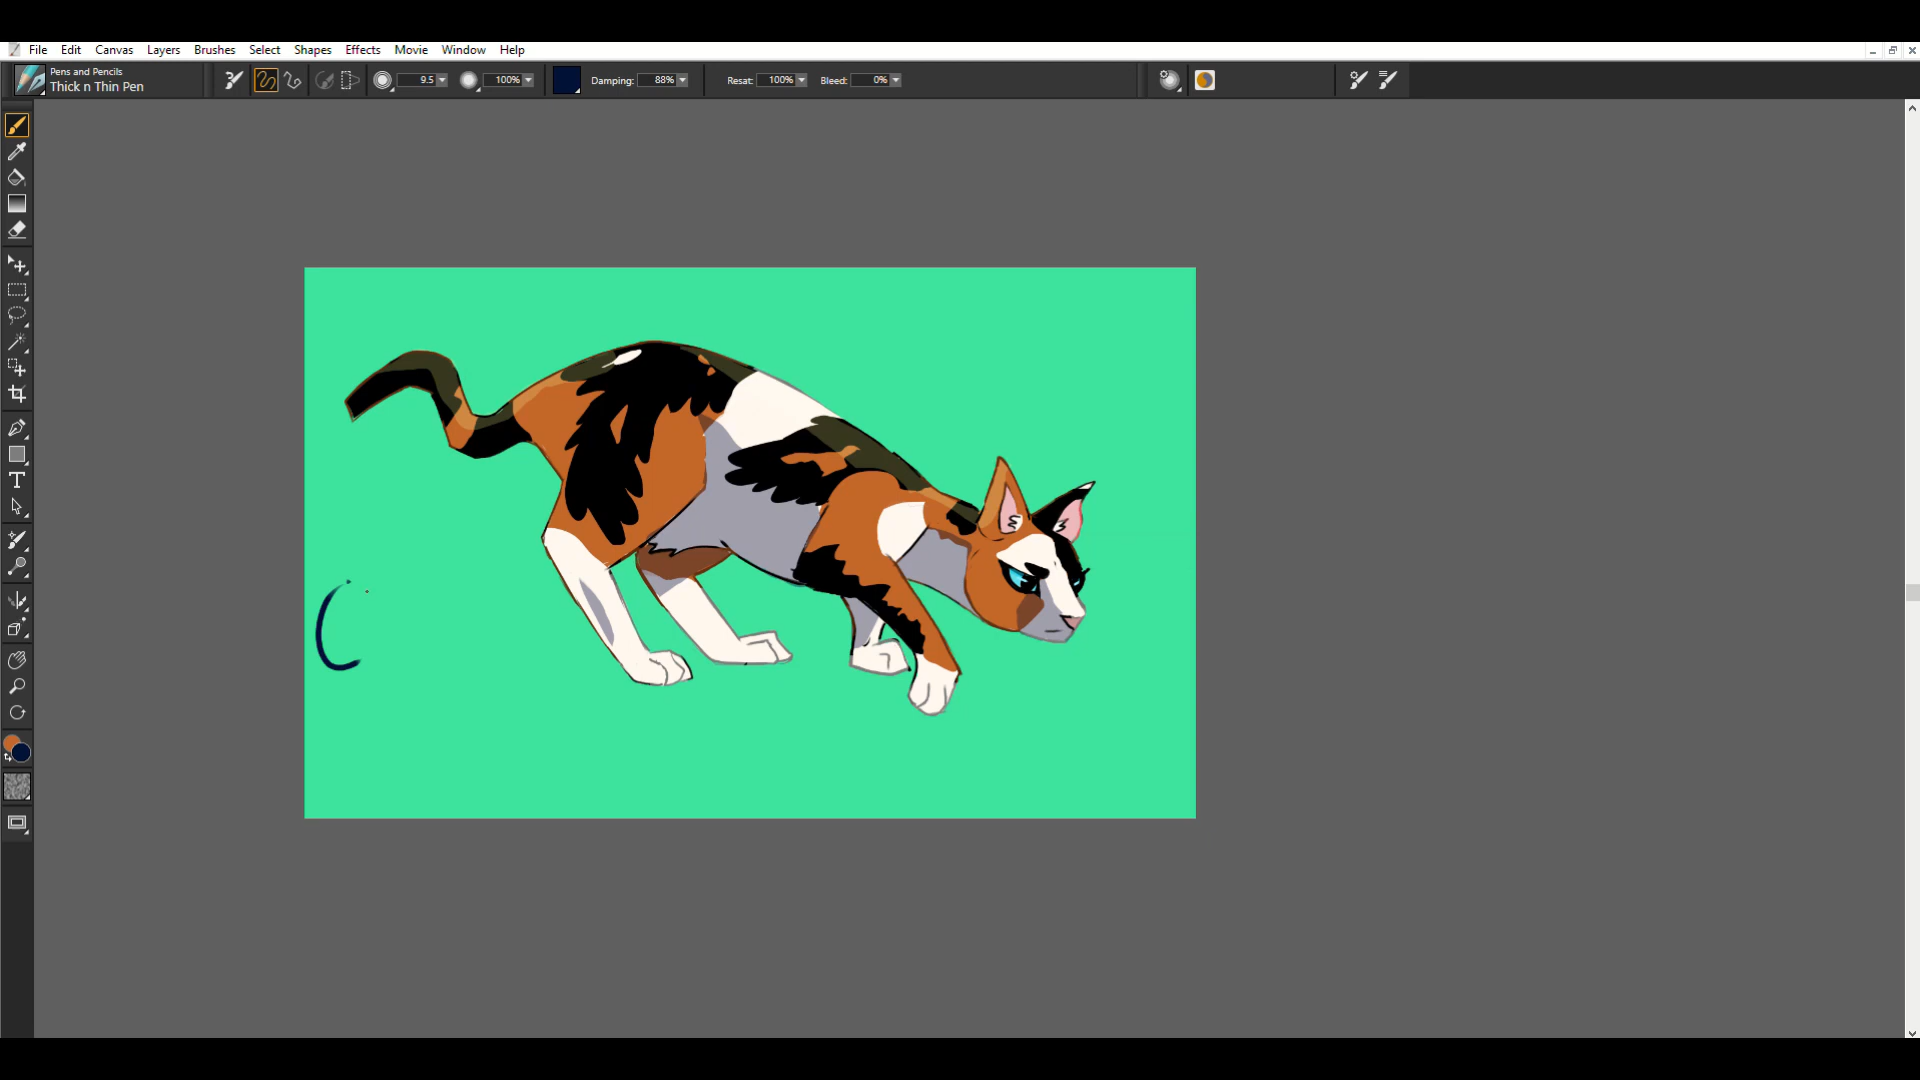 File Edit Canvas Layers Brushes Select Shapes Effects Movie Window Help
Pens and Pencils
Thick n Thin Pen
9.5 100% Damping: 88% Resat: 100% Bleed: 0%
T
C